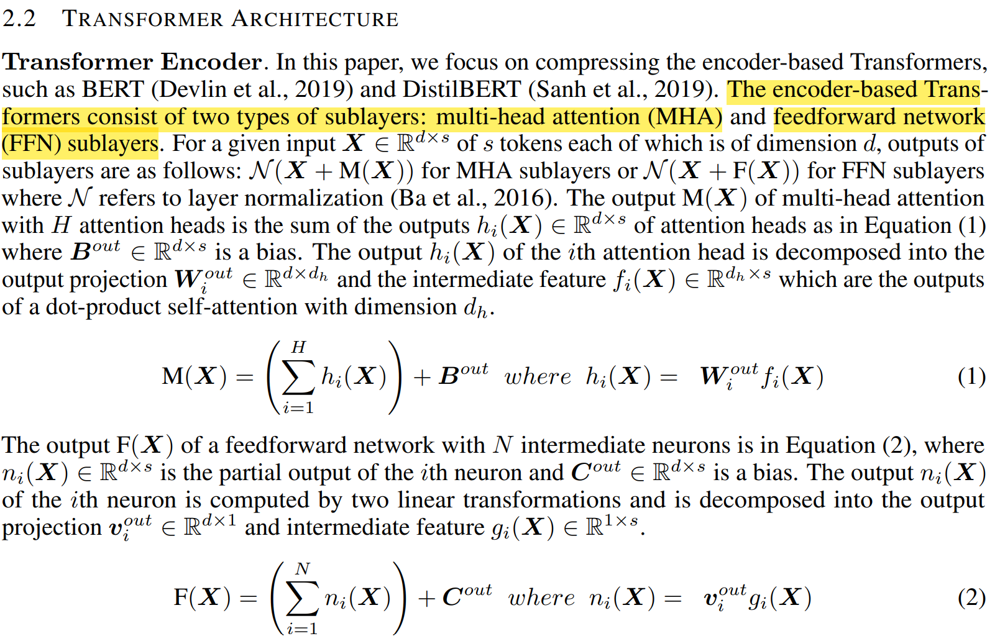 2.2 TRANSFORMER ARCHITECTURE
Transformer Encoder. In this paper, we focus on compressing the encoder-based Transformers,
such as BERT (Devlin et al., 2019) and DistilBERT (Sanh et al., 2019). The encoder-based Trans-
formers consist of two types of sublayers: multi-head attention (MHA) and feedforward network
(FFN) sublayers. For a given input $\boldsymbol{X} \in \mathbb{R}^{d \times s}$ of $s$ tokens each of which is of dimension $d$, outputs of
sublayers are as follows: $\mathcal{N}(\boldsymbol{X} + \mathrm{M}(\boldsymbol{X}))$ for MHA sublayers or $\mathcal{N}(\boldsymbol{X} + \mathrm{F}(\boldsymbol{X}))$ for FFN sublayers
where $\mathcal{N}$ refers to layer normalization (Ba et al., 2016). The output $\mathrm{M}(\boldsymbol{X})$ of multi-head attention
with $H$ attention heads is the sum of the outputs $h_i(\boldsymbol{X}) \in \mathbb{R}^{d \times s}$ of attention heads as in Equation (1)
where $\boldsymbol{B}^{out} \in \mathbb{R}^{d \times s}$ is a bias. The output $h_i(\boldsymbol{X})$ of the $i$th attention head is decomposed into the
output projection $\boldsymbol{W}_i^{out} \in \mathbb{R}^{d \times d_h}$ and the intermediate feature $f_i(\boldsymbol{X}) \in \mathbb{R}^{d_h \times s}$ which are the outputs
of a dot-product self-attention with dimension $d_h$.
$\mathrm{M}(\boldsymbol{X}) = \left( \sum_{i=1}^{H} h_i(\boldsymbol{X}) \right) + \boldsymbol{B}^{out} \;\; where \;\; h_i(\boldsymbol{X}) = \;\; \boldsymbol{W}_i^{out} f_i(\boldsymbol{X})$ (1)
The output $\mathrm{F}(\boldsymbol{X})$ of a feedforward network with $N$ intermediate neurons is in Equation (2), where
$n_i(\boldsymbol{X}) \in \mathbb{R}^{d \times s}$ is the partial output of the $i$th neuron and $\boldsymbol{C}^{out} \in \mathbb{R}^{d \times s}$ is a bias. The output $n_i(\boldsymbol{X})$
of the $i$th neuron is computed by two linear transformations and is decomposed into the output
projection $\boldsymbol{v}_i^{out} \in \mathbb{R}^{d \times 1}$ and intermediate feature $g_i(\boldsymbol{X}) \in \mathbb{R}^{1 \times s}$.
$\mathrm{F}(\boldsymbol{X}) = \left( \sum_{i=1}^{N} n_i(\boldsymbol{X}) \right) + \boldsymbol{C}^{out} \;\; where \;\; n_i(\boldsymbol{X}) = \;\; \boldsymbol{v}_i^{out} g_i(\boldsymbol{X})$ (2)